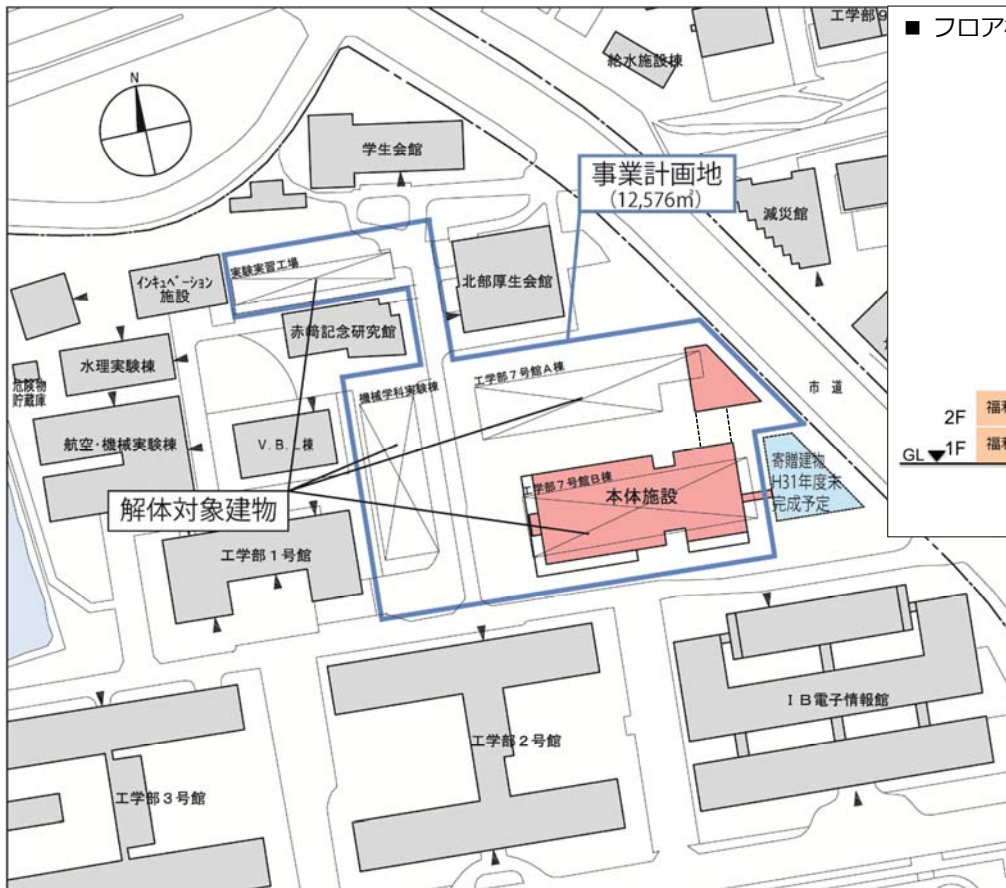 N
給水施設棟
工学部9
■ フロア
学生会館
事業計画地
(12,576㎡)
減災館
実験実習工場
インキュベーション
施設
北部厚生会館
赤﨑記念研究館
水理実験棟
危険物
貯蔵庫
機械学科実験棟
工学部7号館A棟
市道
航空・機械実験棟
V.B.L棟
2F
GL 1F
工学部7号館B棟
本体施設
寄贈建物
H31年度末
完成予定
解体対象建物
工学部1号館
IB電子情報館
工学部2号館
工学部3号館